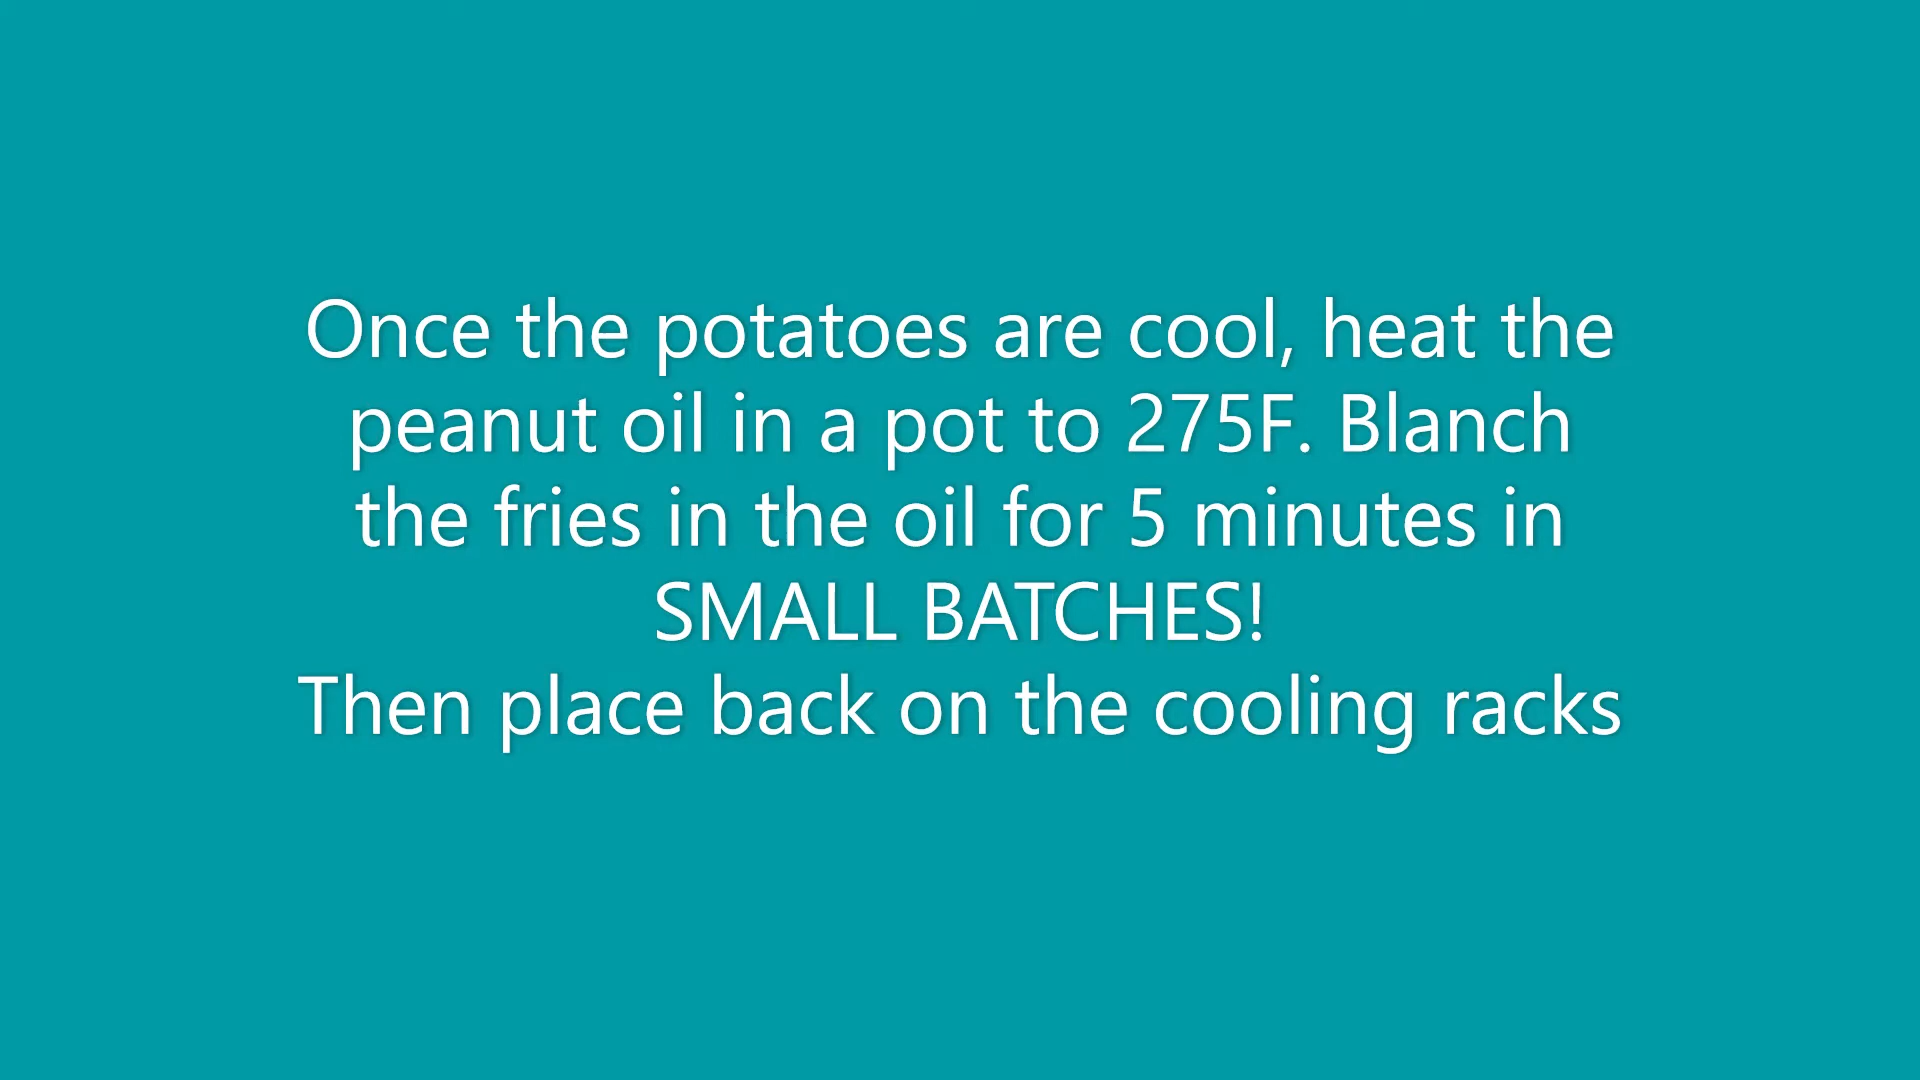 Once the potatoes are cool, heat the
peanut oil in a pot to 275F. Blanch
the fries in the oil for 5 minutes in
SMALL BATCHES!
Then place back on the cooling racks